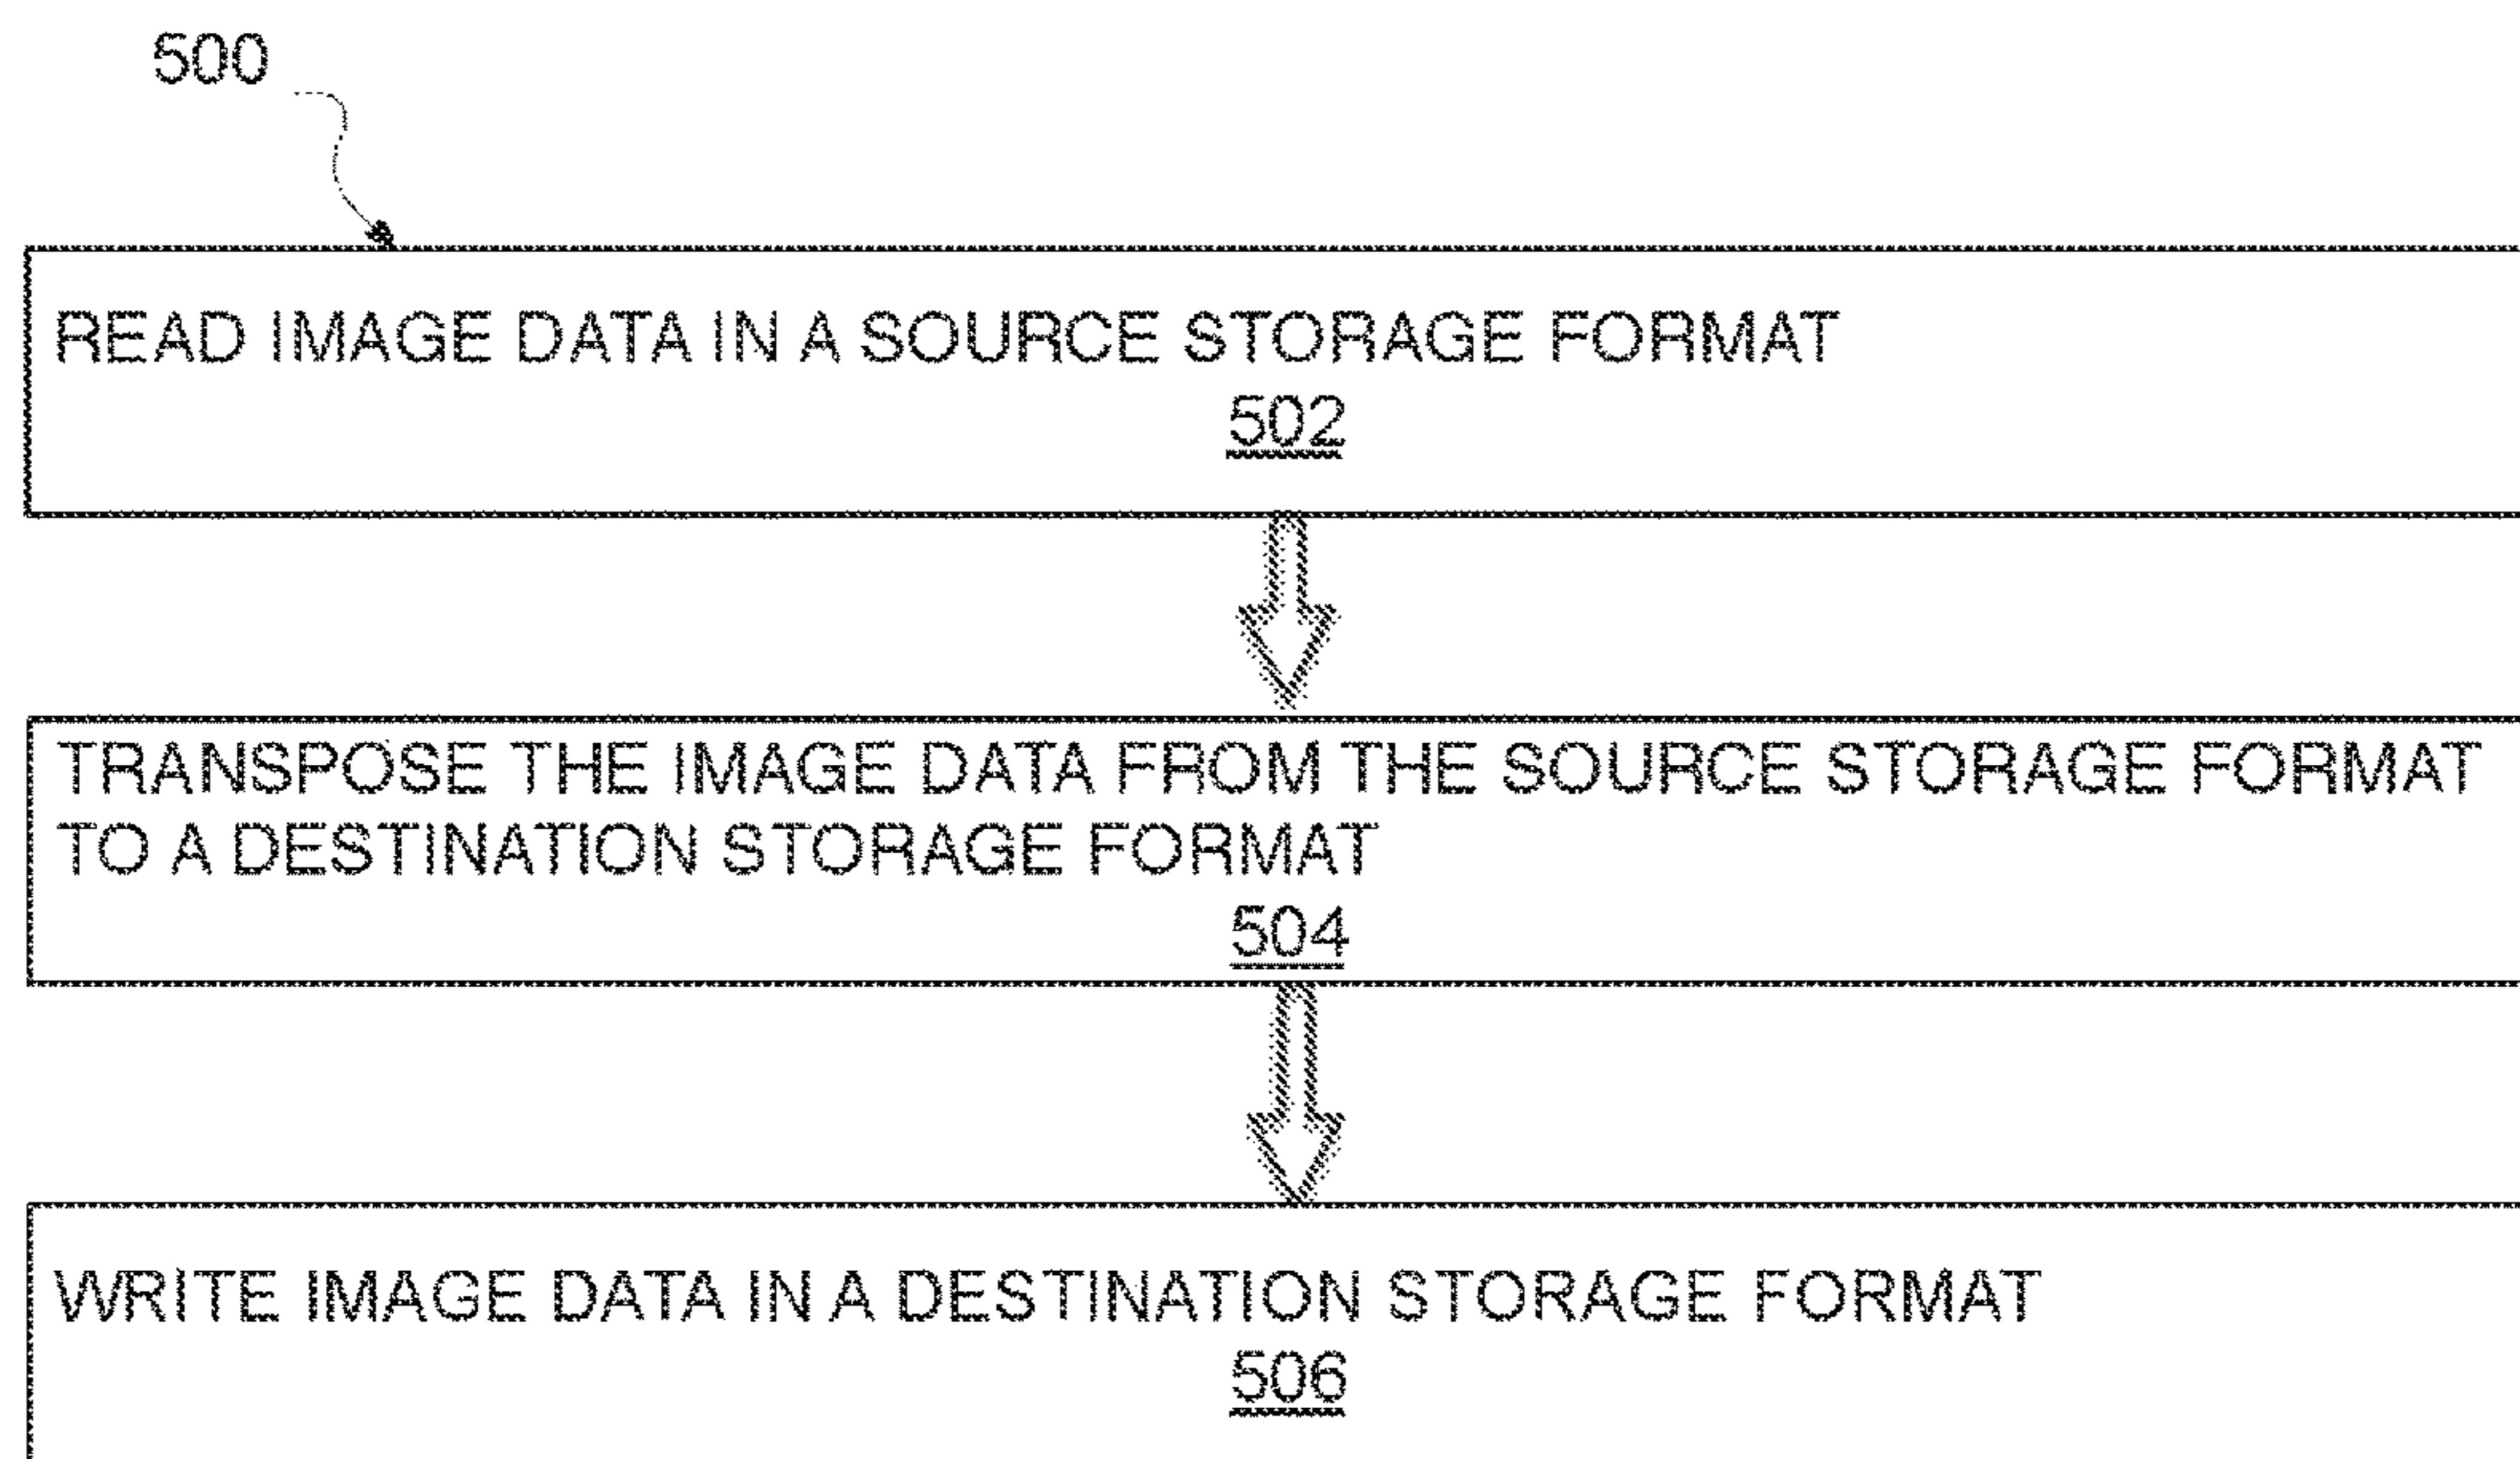 500
READ IMAGE DATA IN A SOURCE STORAGE FORMAT
502
TRANSPOSE THE IMAGE DATA FROM THE SOURCE STORAGE FORMAT
TO A DESTINATION STORAGE FORMAT
504
WRITE IMAGE DATA IN A DESTINATION STORAGE FORMAT
506